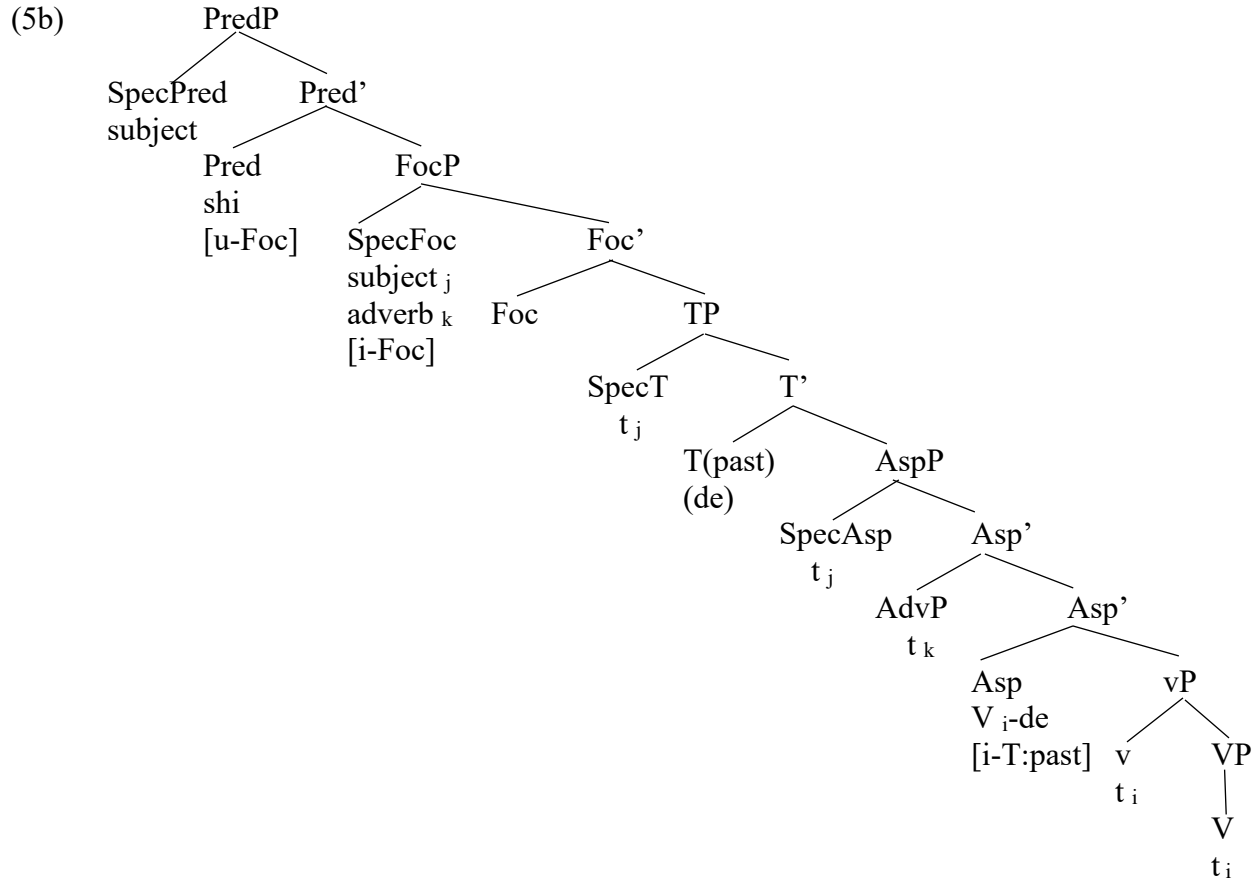 (5b) PredP
SpecPred Pred’
subject
Pred FocP
shi
[u-Foc] SpecFoc Foc’
subject j
adverb k Foc TP
[i-Foc]
SpecT T’
t j
T(past) AspP
(de)
SpecAsp Asp’
t j
AdvP Asp’
t k
Asp vP
V i-de
[i-T:past] v VP
t i
V
t i